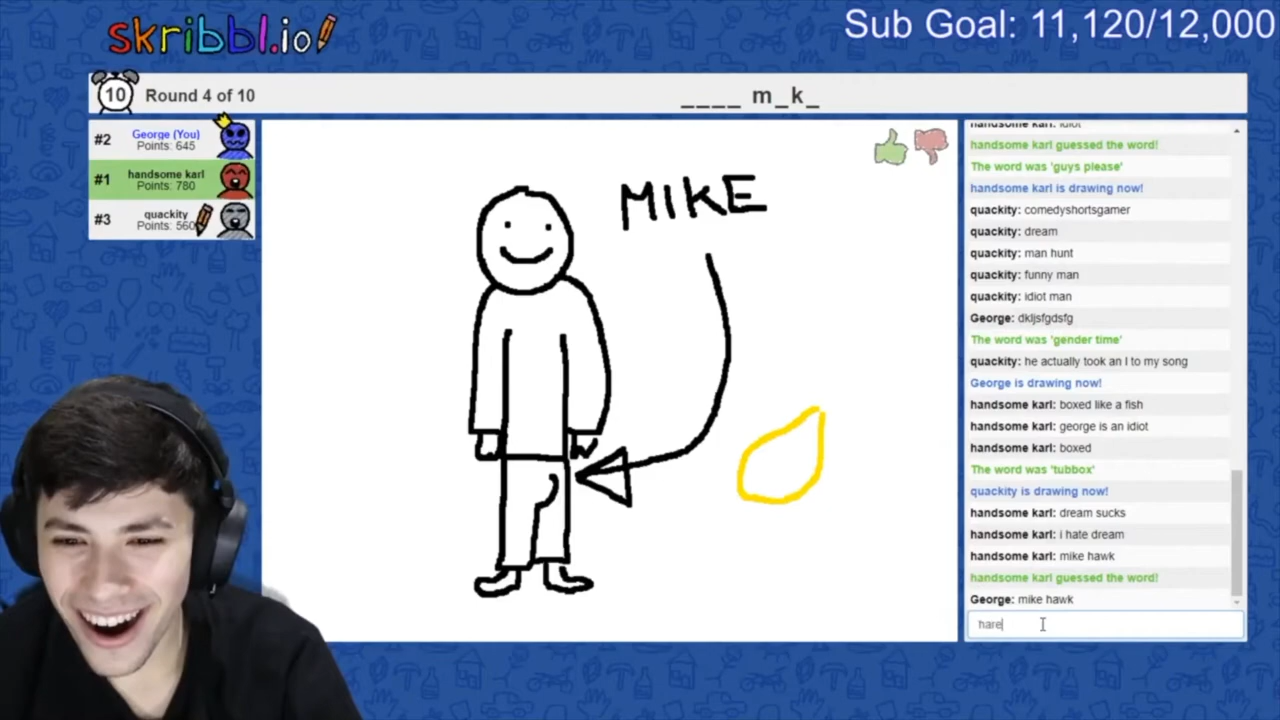 skribbl.io
Sub Goal: 11,120/12,000
10
Round 4 of 10
____ m_k_
#2
George (You)
Points: 645
#1
handsome karl
Points: 780
#3
quackity
Points: 560
MIKE
handsome karl: idiot
handsome karl guessed the word!
The word was 'guys please'
handsome karl is drawing now!
quackity: comedyshortsgamer
quackity: dream
quackity: man hunt
quackity: funny man
quackity: idiot man
George: dkljsfgdsfg
The word was 'gender time'
quackity: he actually took an l to my song
George is drawing now!
handsome karl: boxed like a fish
handsome karl: george is an idiot
handsome karl: boxed
The word was 'tubbox'
quackity is drawing now!
handsome karl: dream sucks
handsome karl: i hate dream
handsome karl: mike hawk
handsome karl guessed the word!
George: mike hawk
hare